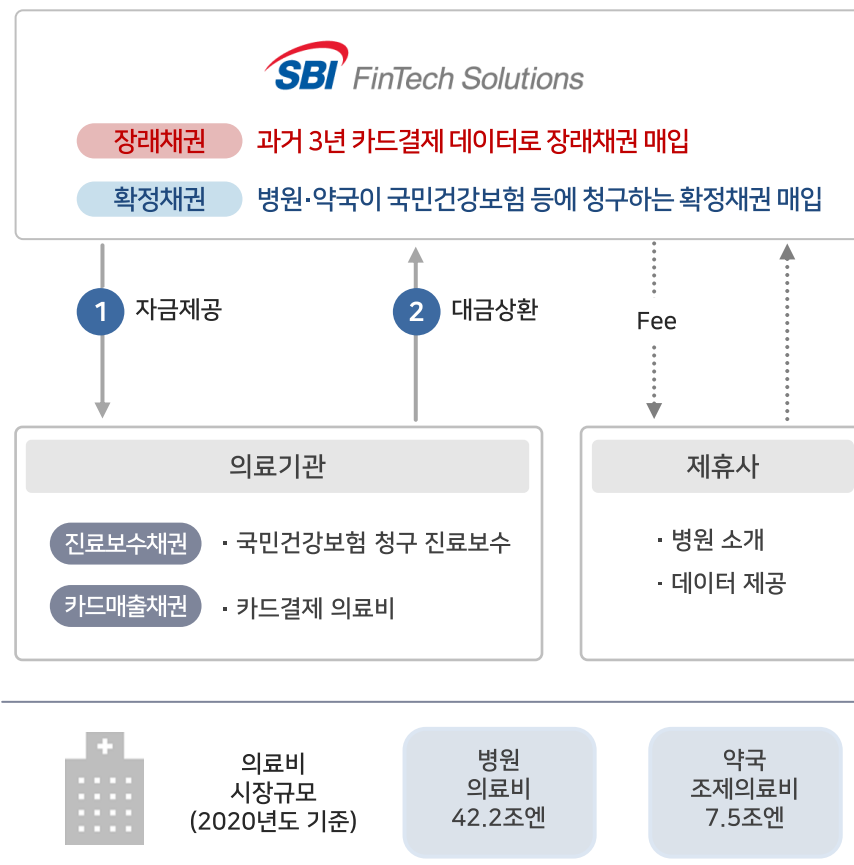 SBI FinTech Solutions
장래채권 과거 3년 카드결제 데이터로 장래채권 매입
확정채권 병원·약국이 국민건강보험 등에 청구하는 확정채권 매입
1 자금제공
2 대금상환
Fee
의료기관
진료보수채권 · 국민건강보험 청구 진료보수
카드매출채권 · 카드결제 의료비
제휴사
· 병원 소개
· 데이터 제공
의료비
시장규모
(2020년도 기준)
병원
의료비
42.2조엔
약국
조제의료비
7.5조엔